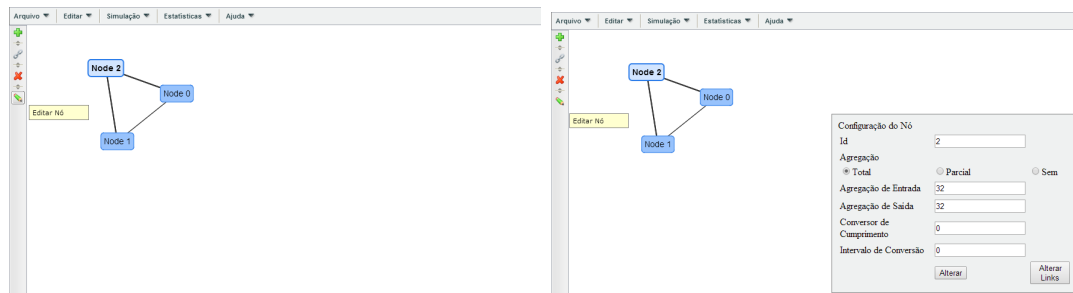 Arquivo Editar Simulação Estatísticas Ajuda
Node 2
Node 0
Editar Nó
Node 1
Arquivo Editar Simulação Estatísticas Ajuda
Node 2
Node 0
Editar Nó
Node 1
Configuração do Nó
Id 2
Agregação
Total Parcial Sem
Agregação de Entrada 32
Agregação de Saída 32
Conversor de
Cumprimento 0
Intervalo de Conversão 0
Alterar
Alterar
Links